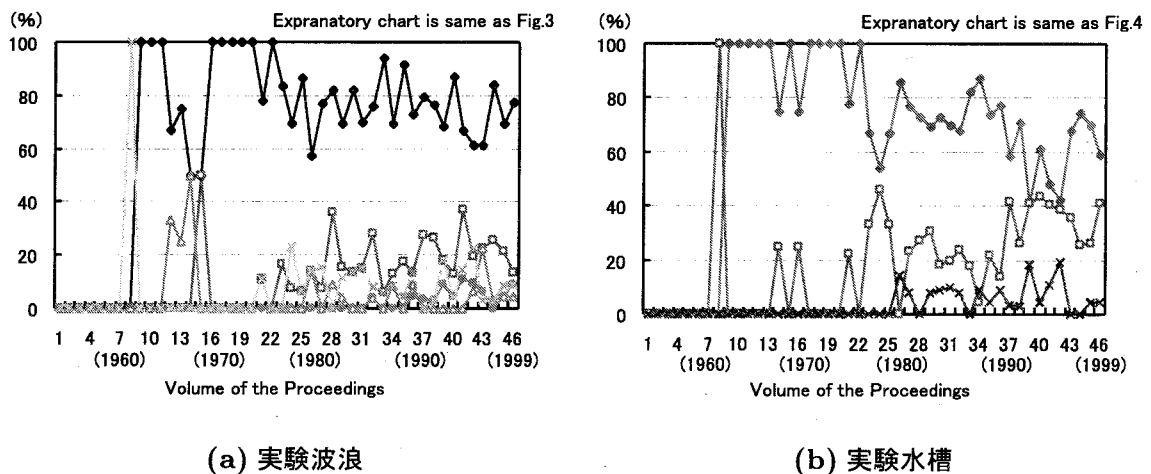 (%)
Expranatory chart is same as Fig.3
100
80
60
40
20
0
1 4 7 10 13 16 19 22 25 28 31 34 37 40 43 46
(1960) (1970) (1980) (1990) (1999)
Volume of the Proceedings
(a) 実験波浪
(%)
Expranatory chart is same as Fig.4
100
80
60
40
20
0
1 4 7 10 13 16 19 22 25 28 31 34 37 40 43 46
(1960) (1970) (1980) (1990) (1999)
Volume of the Proceedings
(b) 実験水槽